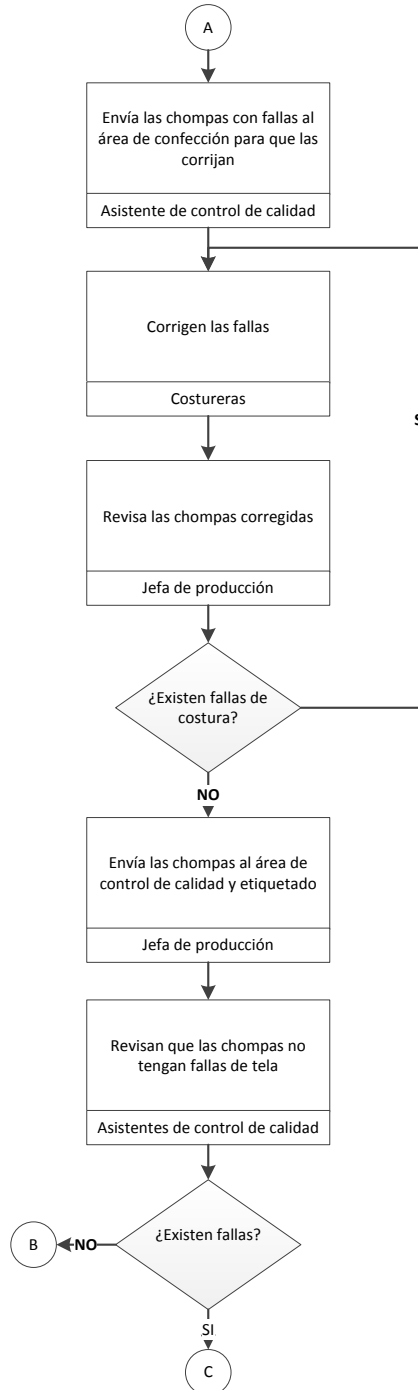 A
Envía las chompas con fallas al
área de confección para que las
corrijan
Asistente de control de calidad
Corrigen las fallas
Costureras
S
Revisa las chompas corregidas
Jefa de producción
¿Existen fallas de
costura?
NO
Envía las chompas al área de
control de calidad y etiquetado
Jefa de producción
Revisan que las chompas no
tengan fallas de tela
Asistentes de control de calidad
¿Existen fallas?
B
NO
SI
C